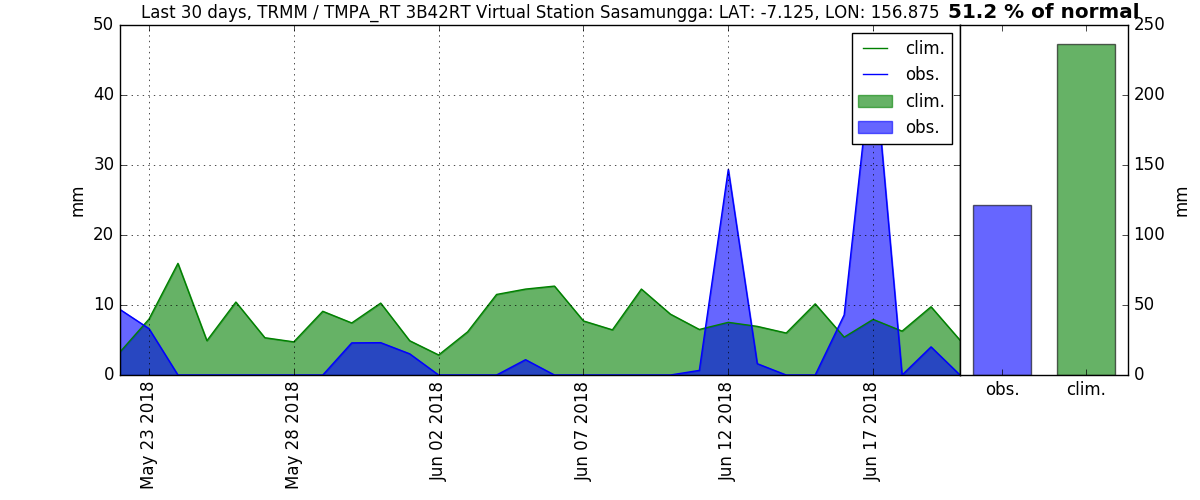 Last 30 days, TRMM / TMPA_RT 3B42RT Virtual Station Sasamungga: LAT: -7.125, LON: 156.875
51.2 % of normal
50
40
30
20
10
0
mm
clim.
obs.
clim.
obs.
May 23 2018
May 28 2018
Jun 02 2018
Jun 07 2018
Jun 12 2018
Jun 17 2018
250
200
150
100
50
0
mm
obs.
clim.